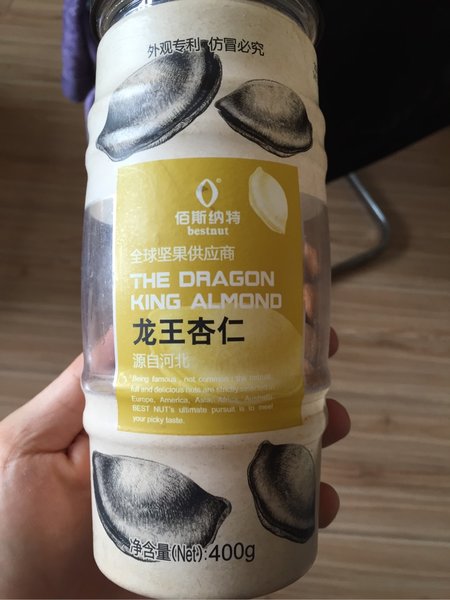 外观专利 仿冒必究
佰斯纳特
bestnut
全球坚果供应商
THE DRAGON
KING ALMOND
龙王杏仁
源自河北
Being famous, not common; the
full and delicious nuts are strictly selected in
Europe, America, Asia, Africa, Australia.
BEST NUT's ultimate pursuit is to meet
your picky taste.
净含量(Net):400g